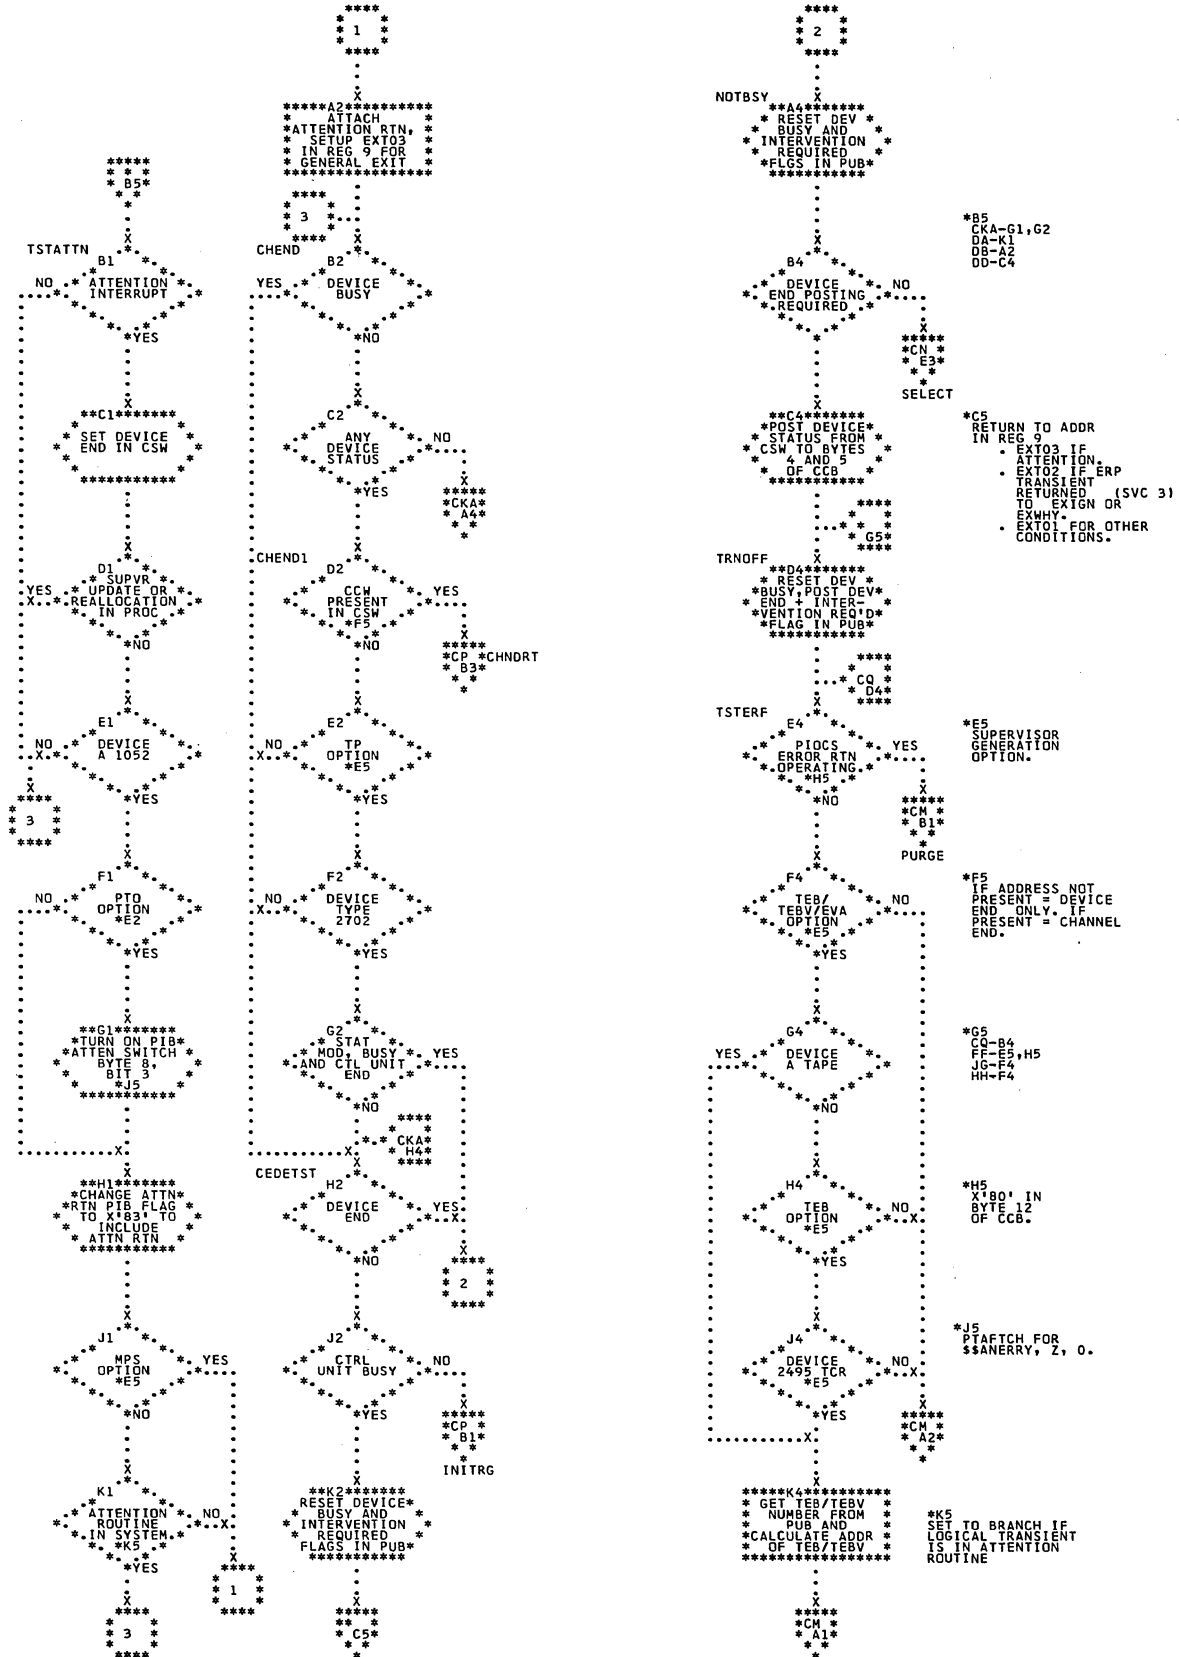 1
**A2**
ATTACH
ATTENTION RTN,
SETUP EXT03
IN REG 9 FOR
GENERAL EXIT
3
B5*
TSTATTN
B1
ATTENTION
INTERRUPT
NO
*YES
**C1**
SET DEVICE
END IN CSW
D1
SUPVR
UPDATE OR
REALLOCATION
IN PROC
YES
*NO
E1
DEVICE
A 1052
NO
*YES
3
F1
PTO
OPTION
*E2
NO
*YES
**G1**
TURN ON PIB
ATTEN SWITCH
BYTE 8,
BIT 3
*J5
**H1**
CHANGE ATTN
RTN PIB FLAG
TO X'83' TO
INCLUDE
ATTN RTN
J1
MPS
OPTION
*E5
YES
*NO
K1
ATTENTION
ROUTINE
IN SYSTEM.
*K5
NO
*YES
1
3
CHEND
B2
DEVICE
BUSY
YES
*NO
C2
ANY
DEVICE
STATUS
NO
*YES
*CKA
A4*
CHEND1
D2
CCW
PRESENT
IN CSW
*F5
YES
*NO
*CP *CHNDRT
B3*
E2
TP
OPTION
*E5
NO
*YES
F2
DEVICE
TYPE
2702
NO
*YES
G2
STAT
MOD, BUSY
AND CTL UNIT
END
YES
*NO
CKA*
H4*
CEDETST
H2
DEVICE
END
YES
*NO
2
J2
CTRL
UNIT BUSY
NO
*YES
*CP
B1*
INITRG
**K2**
RESET DEVICE
BUSY AND
INTERVENTION
REQUIRED
FLAGS IN PUB
C5*
2
NOTBSY
**A4**
RESET DEV
BUSY AND
INTERVENTION
REQUIRED
FLGS IN PUB
B4
DEVICE
END POSTING
REQUIRED
NO
*CN
E3*
SELECT
**C4**
POST DEVICE
STATUS FROM
CSW TO BYTES
4 AND 5
OF CCB
G5*
TRNOFF
**D4**
RESET DEV
BUSY,POST DEV
END + INTER-
VENTION REQ'D
FLAG IN PUB
CQ
D4*
TSTERF
E4
PIOCS
ERROR RTN
OPERATING.
*H5
YES
*NO
*CM
B1*
PURGE
F4
TEB/
TEBV/EVA
OPTION
*E5
NO
*YES
G4
DEVICE
A TAPE
YES
*NO
H4
TEB
OPTION
*E5
NO
*YES
J4
DEVICE
2495 TCR
*E5
NO
*YES
*CM
A2*
**K4**
GET TEB/TEBV
NUMBER FROM
PUB AND
CALCULATE ADDR
OF TEB/TEBV
*CM
A1*
*B5
CKA-G1,G2
DA-K1
DB-A2
DD-C4
*C5
RETURN TO ADDR
IN REG 9
. EXT03 IF
ATTENTION.
. EXT02 IF ERP
TRANSIENT
RETURNED (SVC 3)
TO EXIGN OR
EXWHY.
. EXT01 FOR OTHER
CONDITIONS.
*E5
SUPERVISOR
GENERATION
OPTION.
*F5
IF ADDRESS NOT
PRESENT = DEVICE
END ONLY. IF
PRESENT = CHANNEL
END.
*G5
CQ-B4
FF-E5,H5
JG-F4
HH-F4
*H5
X'80' IN
BYTE 12
OF CCB.
*J5
PTAFTCH FOR
$$ANERRY, Z, 0.
*K5
SET TO BRANCH IF
LOGICAL TRANSIENT
IS IN ATTENTION
ROUTINE